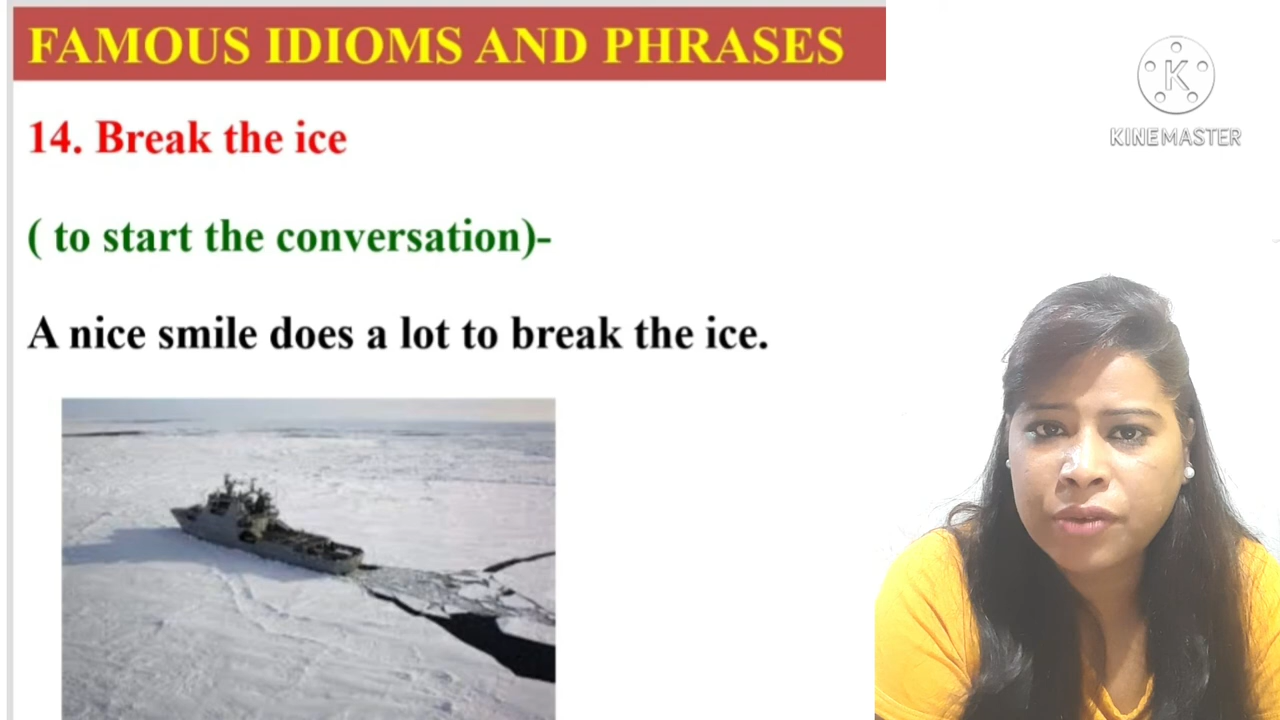 FAMOUS IDIOMS AND PHRASES
14. Break the ice
( to start the conversation)-
A nice smile does a lot to break the ice.
K
KINEMASTER